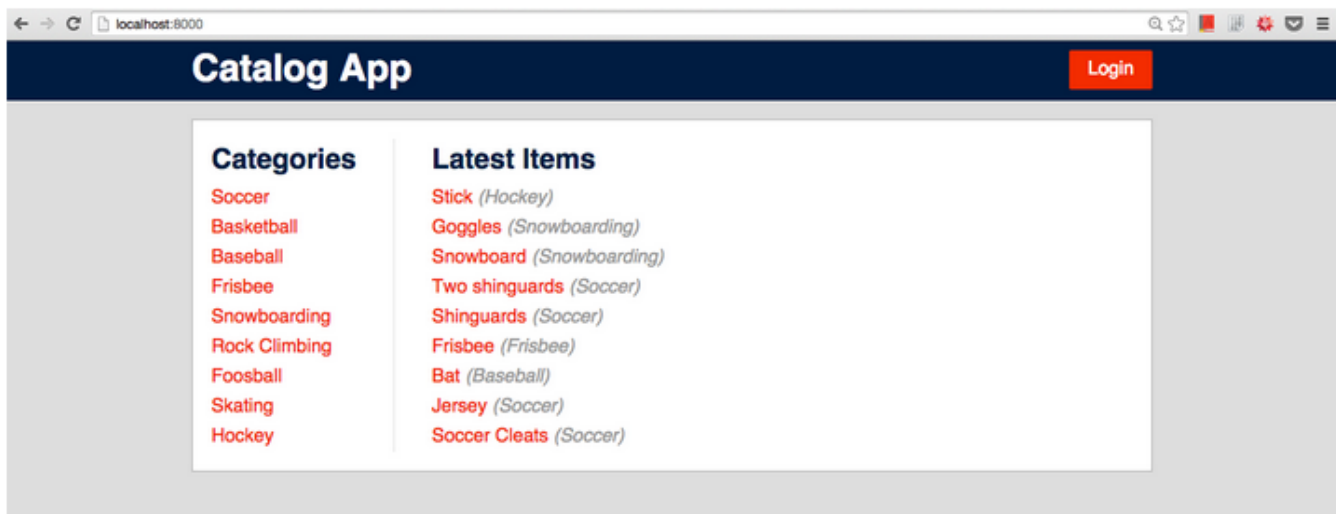 localhost:8000
Catalog App
Login
Categories
Soccer
Basketball
Baseball
Frisbee
Snowboarding
Rock Climbing
Foosball
Skating
Hockey
Latest Items
Stick (Hockey)
Goggles (Snowboarding)
Snowboard (Snowboarding)
Two shinguards (Soccer)
Shinguards (Soccer)
Frisbee (Frisbee)
Bat (Baseball)
Jersey (Soccer)
Soccer Cleats (Soccer)